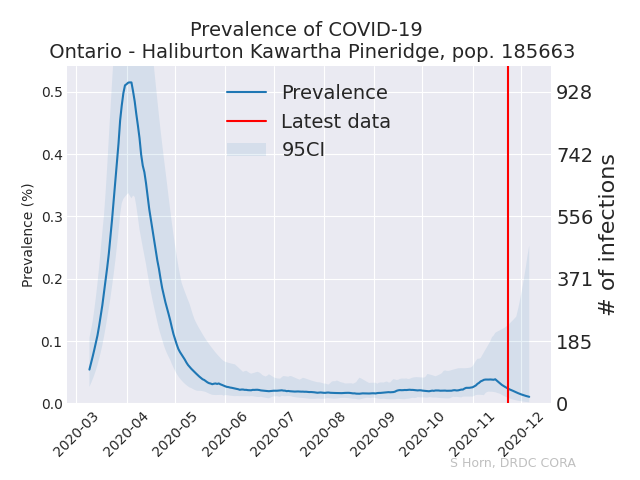 Prevalence of COVID-19
Ontario - Haliburton Kawartha Pineridge, pop. 185663
Prevalence
Latest data
95CI
Prevalence (%)
0.5
0.4
0.3
0.2
0.1
0.0
928
742
556
371
185
0
# of infections
2020-03
2020-04
2020-05
2020-06
2020-07
2020-08
2020-09
2020-10
2020-11
2020-12
S Horn, DRDC CORA